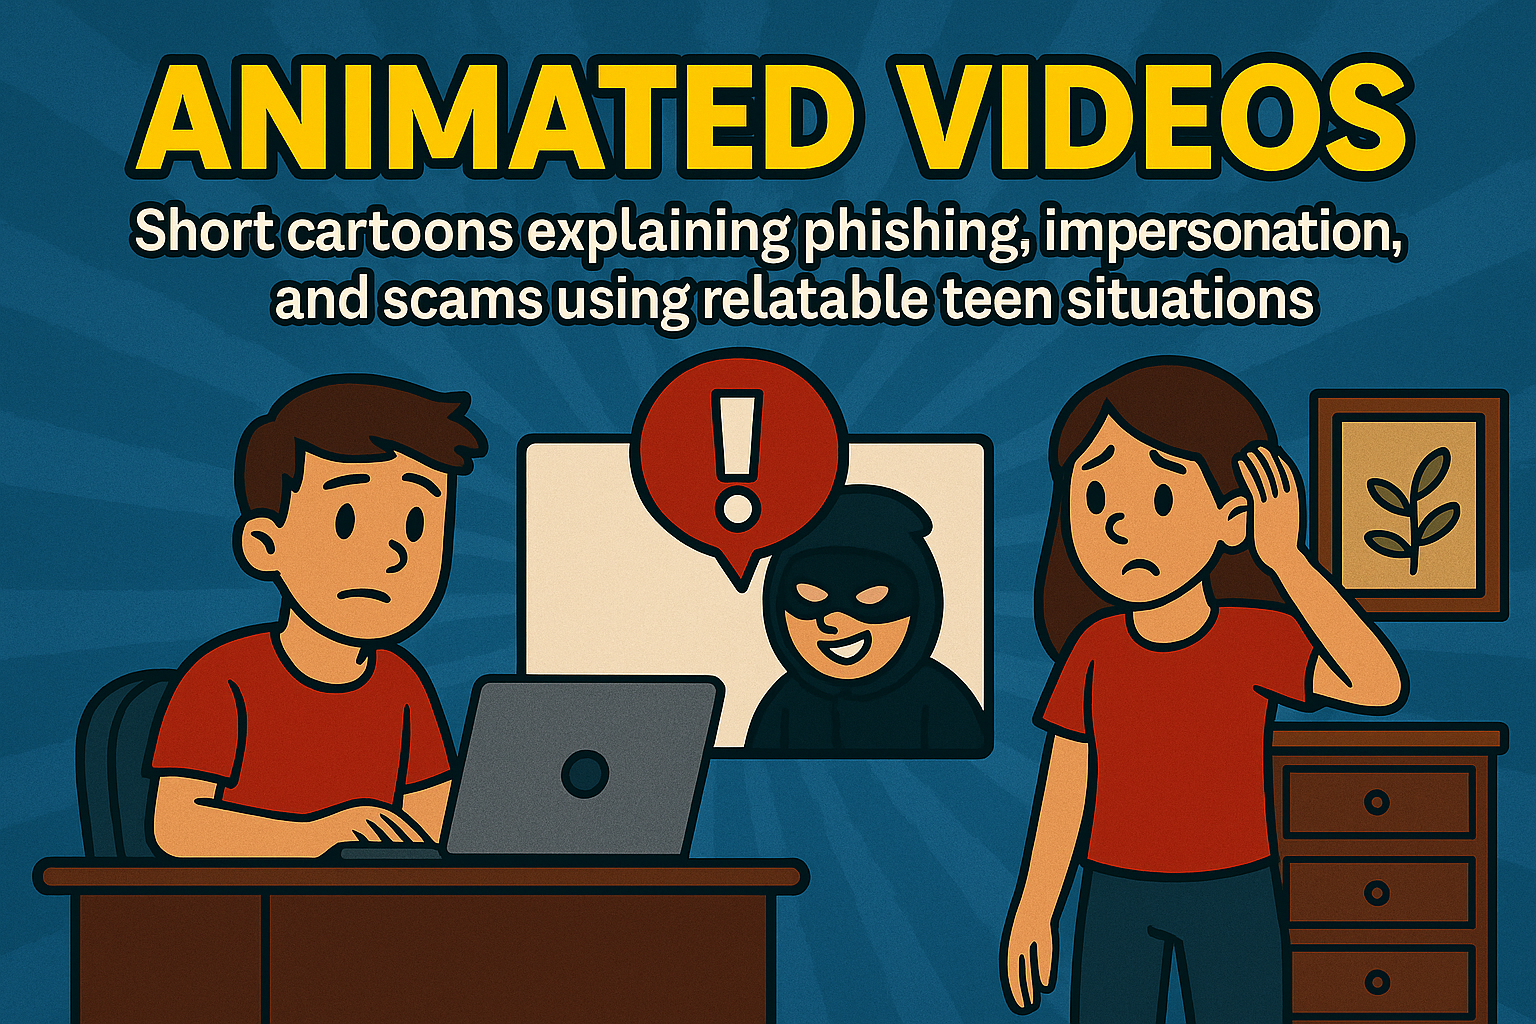 ANIMATED VIDEOS
Short cartoons explaining phishing, impersonation,
and scams using relatable teen situations
!